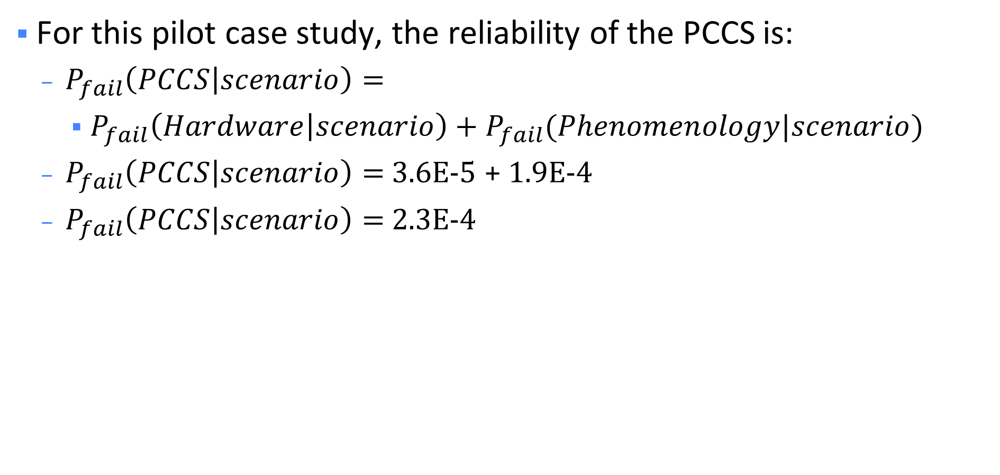 ▪ For this pilot case study, the reliability of the PCCS is:
– P_fail(PCCS|scenario) =
▪ P_fail(Hardware|scenario) + P_fail(Phenomenology|scenario)
– P_fail(PCCS|scenario) = 3.6E-5 + 1.9E-4
– P_fail(PCCS|scenario) = 2.3E-4